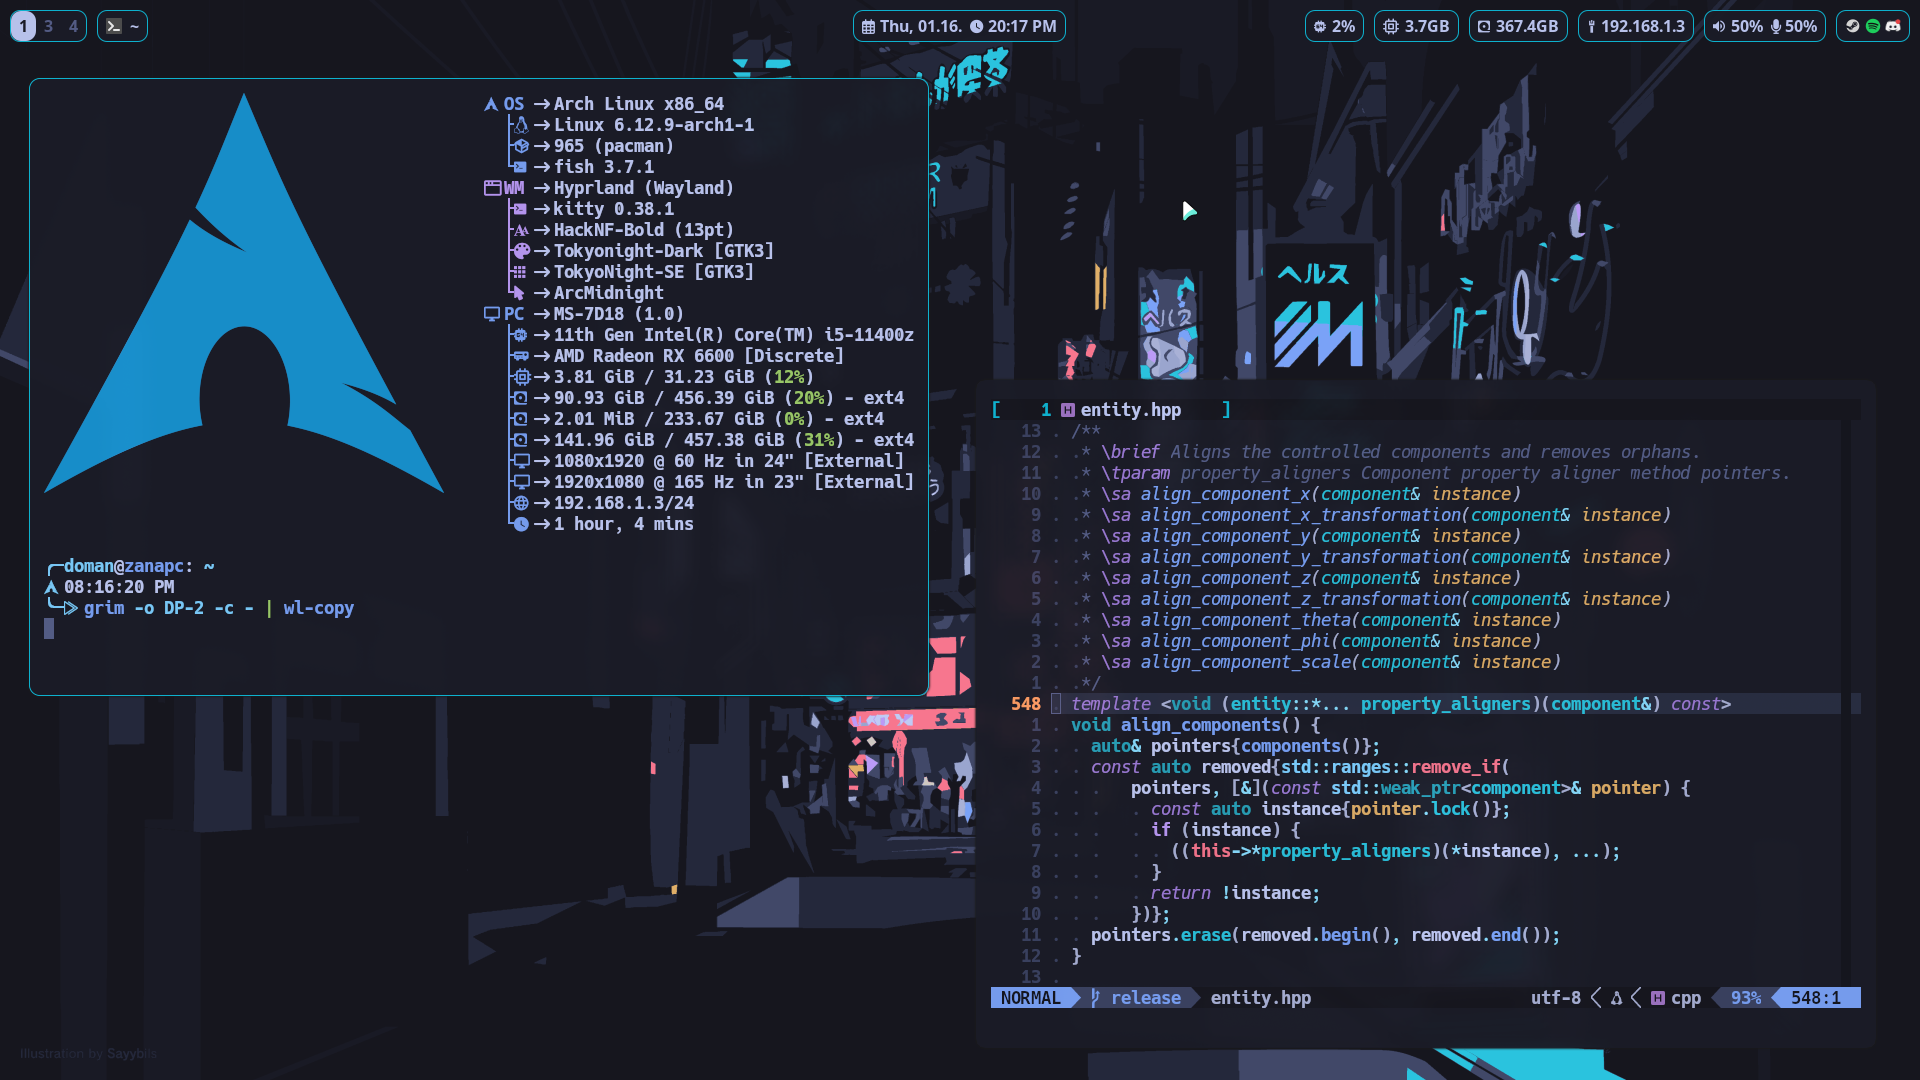 1 3 4
~
Thu, 01.16. 20:17 PM
2%
3.7GB
367.4GB
192.168.1.3
50% 50%
OS Arch Linux x86_64
Linux 6.12.9-arch1-1
965 (pacman)
fish 3.7.1
WM Hyprland (Wayland)
kitty 0.38.1
HackNF-Bold (13pt)
Tokyonight-Dark [GTK3]
TokyoNight-SE [GTK3]
ArcMidnight
PC MS-7D18 (1.0)
11th Gen Intel(R) Core(TM) i5-11400z
AMD Radeon RX 6600 [Discrete]
3.81 GiB / 31.23 GiB (12%)
90.93 GiB / 456.39 GiB (20%) - ext4
2.01 MiB / 233.67 GiB (0%) - ext4
141.96 GiB / 457.38 GiB (31%) - ext4
1080x1920 @ 60 Hz in 24" [External]
1920x1080 @ 165 Hz in 23" [External]
192.168.1.3/24
1 hour, 4 mins
doman@zanapc: ~
08:16:20 PM
grim -o DP-2 -c - | wl-copy
ヘルス
[ 1 entity.hpp ]
13 . /**
12 . .* \brief Aligns the controlled components and removes orphans.
11 . .* \tparam property_aligners Component property aligner method pointers.
10 . .* \sa align_component_x(component& instance)
9 . .* \sa align_component_x_transformation(component& instance)
8 . .* \sa align_component_y(component& instance)
7 . .* \sa align_component_y_transformation(component& instance)
6 . .* \sa align_component_z(component& instance)
5 . .* \sa align_component_z_transformation(component& instance)
4 . .* \sa align_component_theta(component& instance)
3 . .* \sa align_component_phi(component& instance)
2 . .* \sa align_component_scale(component& instance)
1 . .*/
548 template <void (entity::*... property_aligners)(component&) const>
1 . void align_components() {
2 . . auto& pointers{components()};
3 . . const auto removed{std::ranges::remove_if(
4 . . . pointers, [&](const std::weak_ptr<component>& pointer) {
5 . . . . . const auto instance{pointer.lock()};
6 . . . . . if (instance) {
7 . . . . . . ((this->*property_aligners)(*instance), ...);
8 . . . . . }
9 . . . . . return !instance;
10 . . . })};
11 . . pointers.erase(removed.begin(), removed.end());
12 . }
13 .
NORMAL release entity.hpp utf-8 cpp 93% 548:1
Illustration by Sayybils